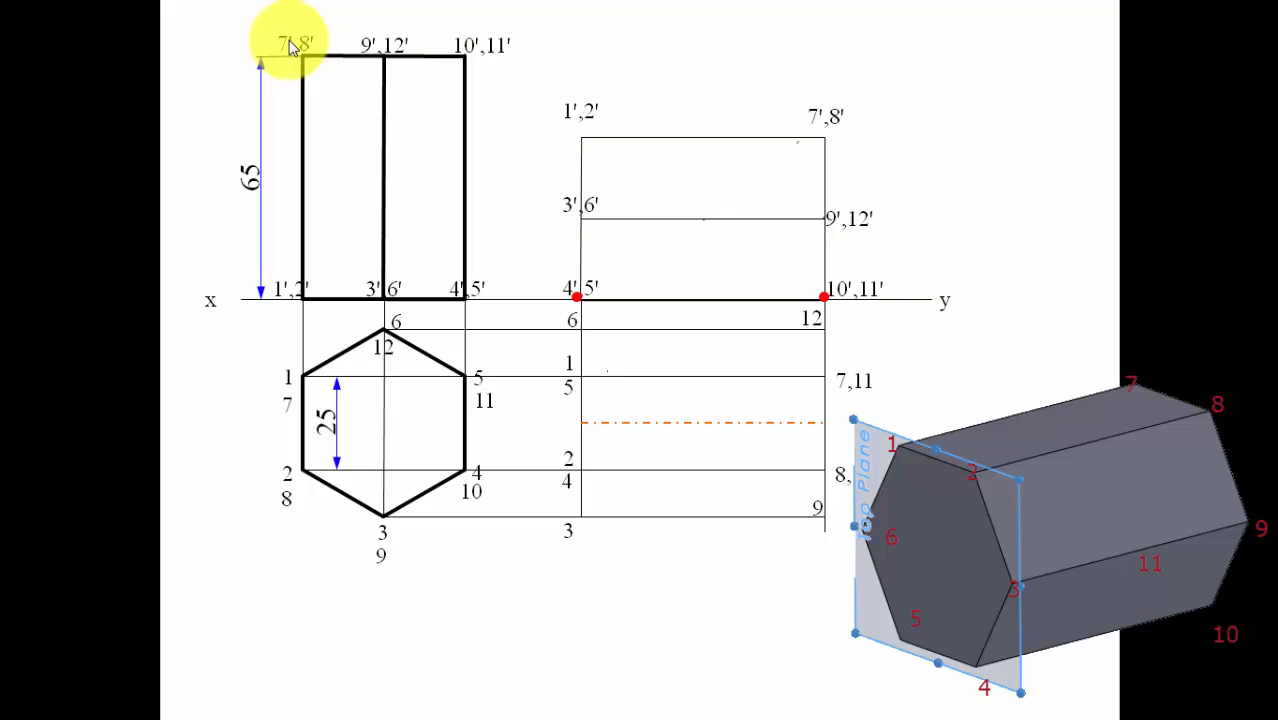 7',8' 9',12' 10',11'
1',2' 7',8'
65
3',6' 9',12'
x 1',2' 3',6' 4',5' 4',5' 10',11' y
6 6 12
12
1 5 1 7,11
7 11 5
25
2 4 2 8,
8 10 4
3 3 9
9
Top Plane
7
8
1
2
6
9
11
3
5
10
4